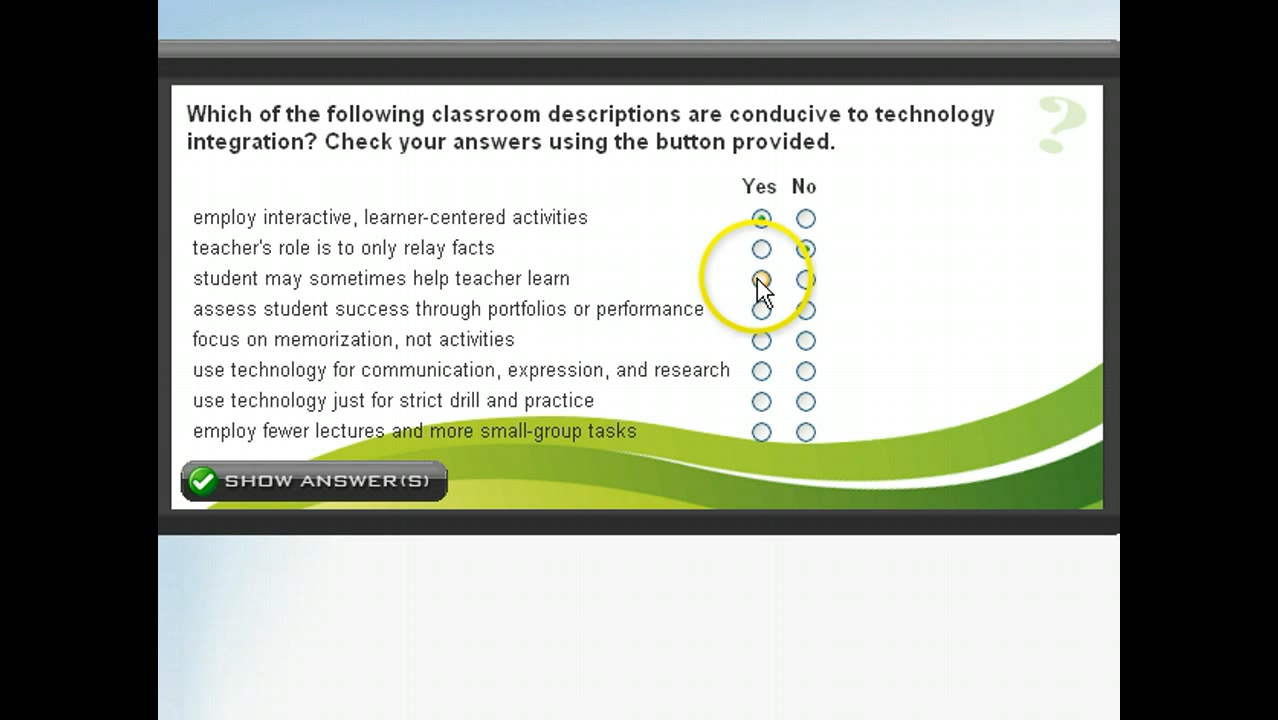 Which of the following classroom descriptions are conducive to technology
integration? Check your answers using the button provided.
?
Yes No
employ interactive, learner-centered activities
teacher's role is to only relay facts
student may sometimes help teacher learn
assess student success through portfolios or performance
focus on memorization, not activities
use technology for communication, expression, and research
use technology just for strict drill and practice
employ fewer lectures and more small-group tasks
SHOW ANSWER(S)